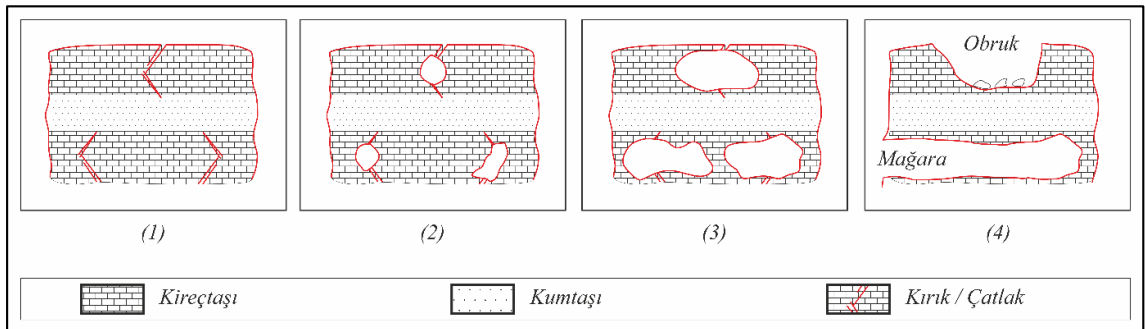 Obruk
Mağara
(1) (2) (3) (4)
Kireçtaşı Kumtaşı Kırık / Çatlak